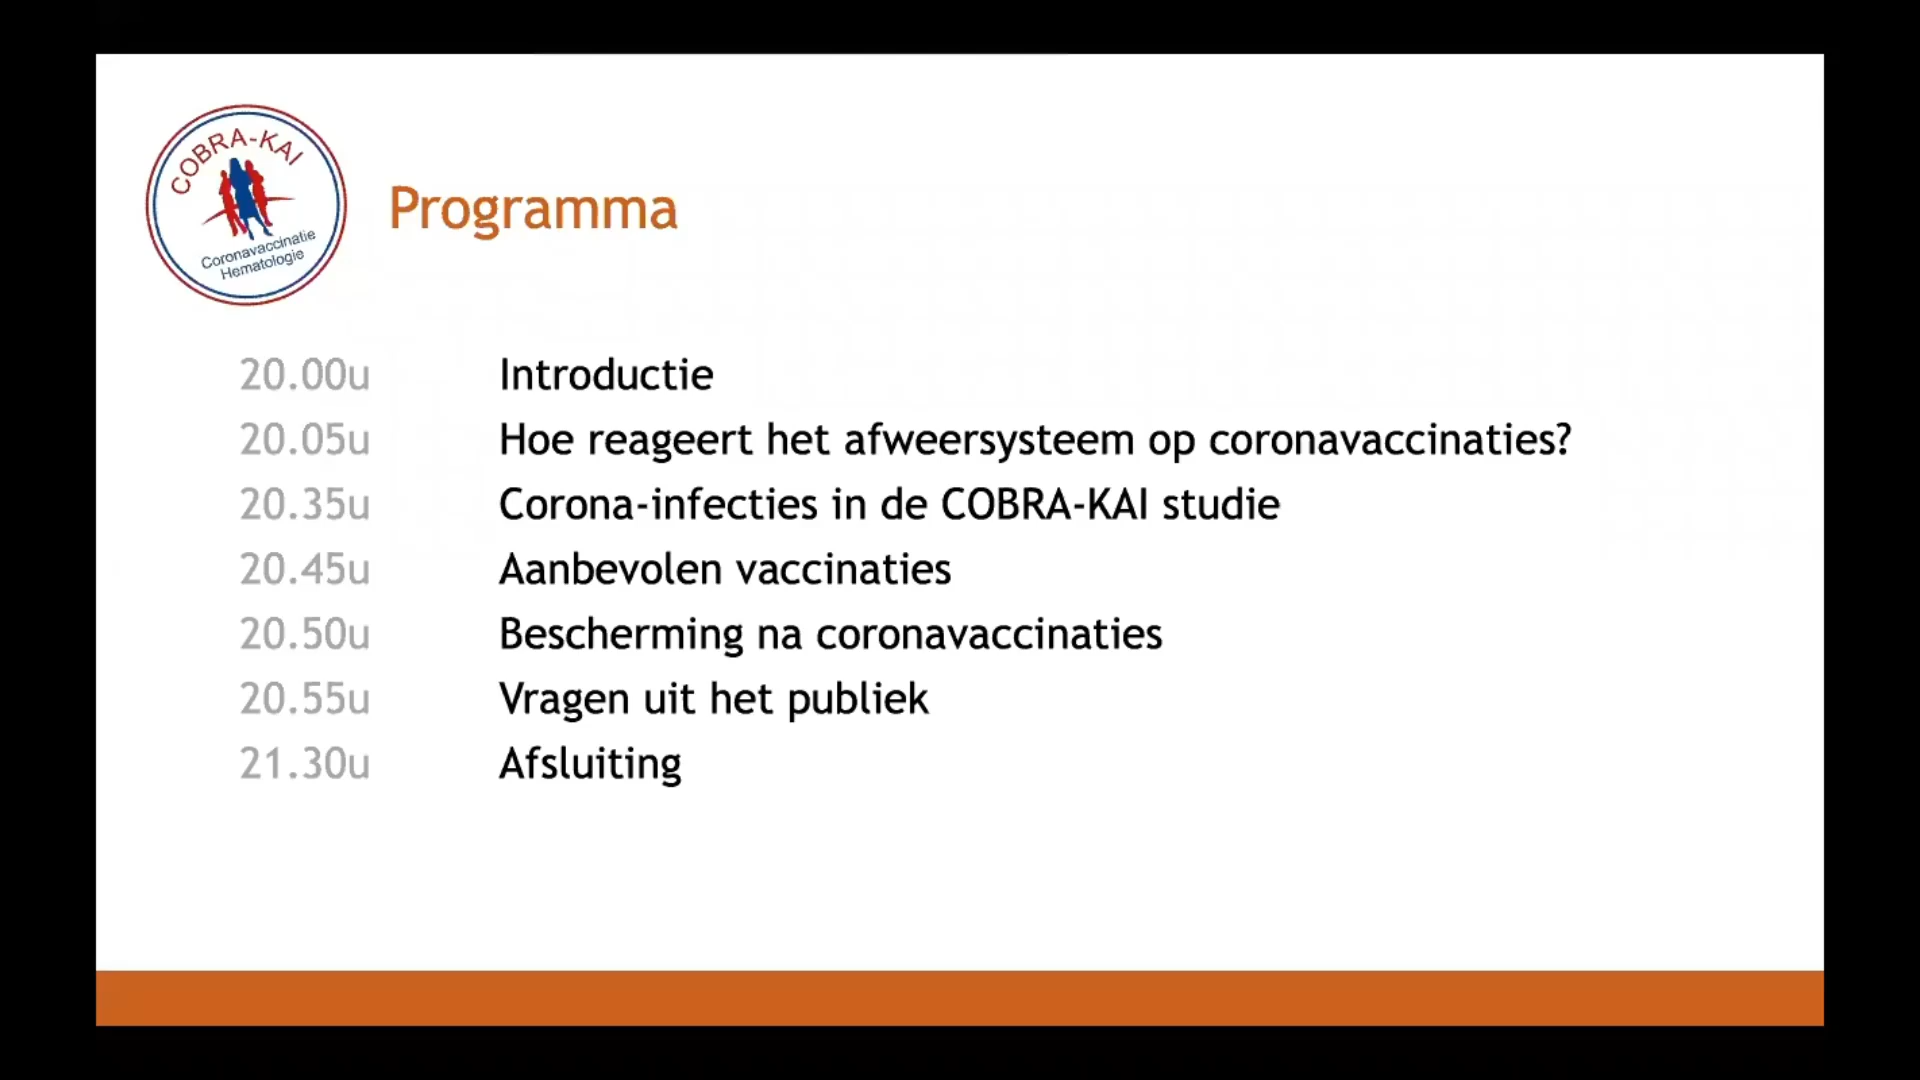 COBRA-KAI
Coronavaccinatie
Hematologie
Programma
20.00u Introductie
20.05u Hoe reageert het afweersysteem op coronavaccinaties?
20.35u Corona-infecties in de COBRA-KAI studie
20.45u Aanbevolen vaccinaties
20.50u Bescherming na coronavaccinaties
20.55u Vragen uit het publiek
21.30u Afsluiting